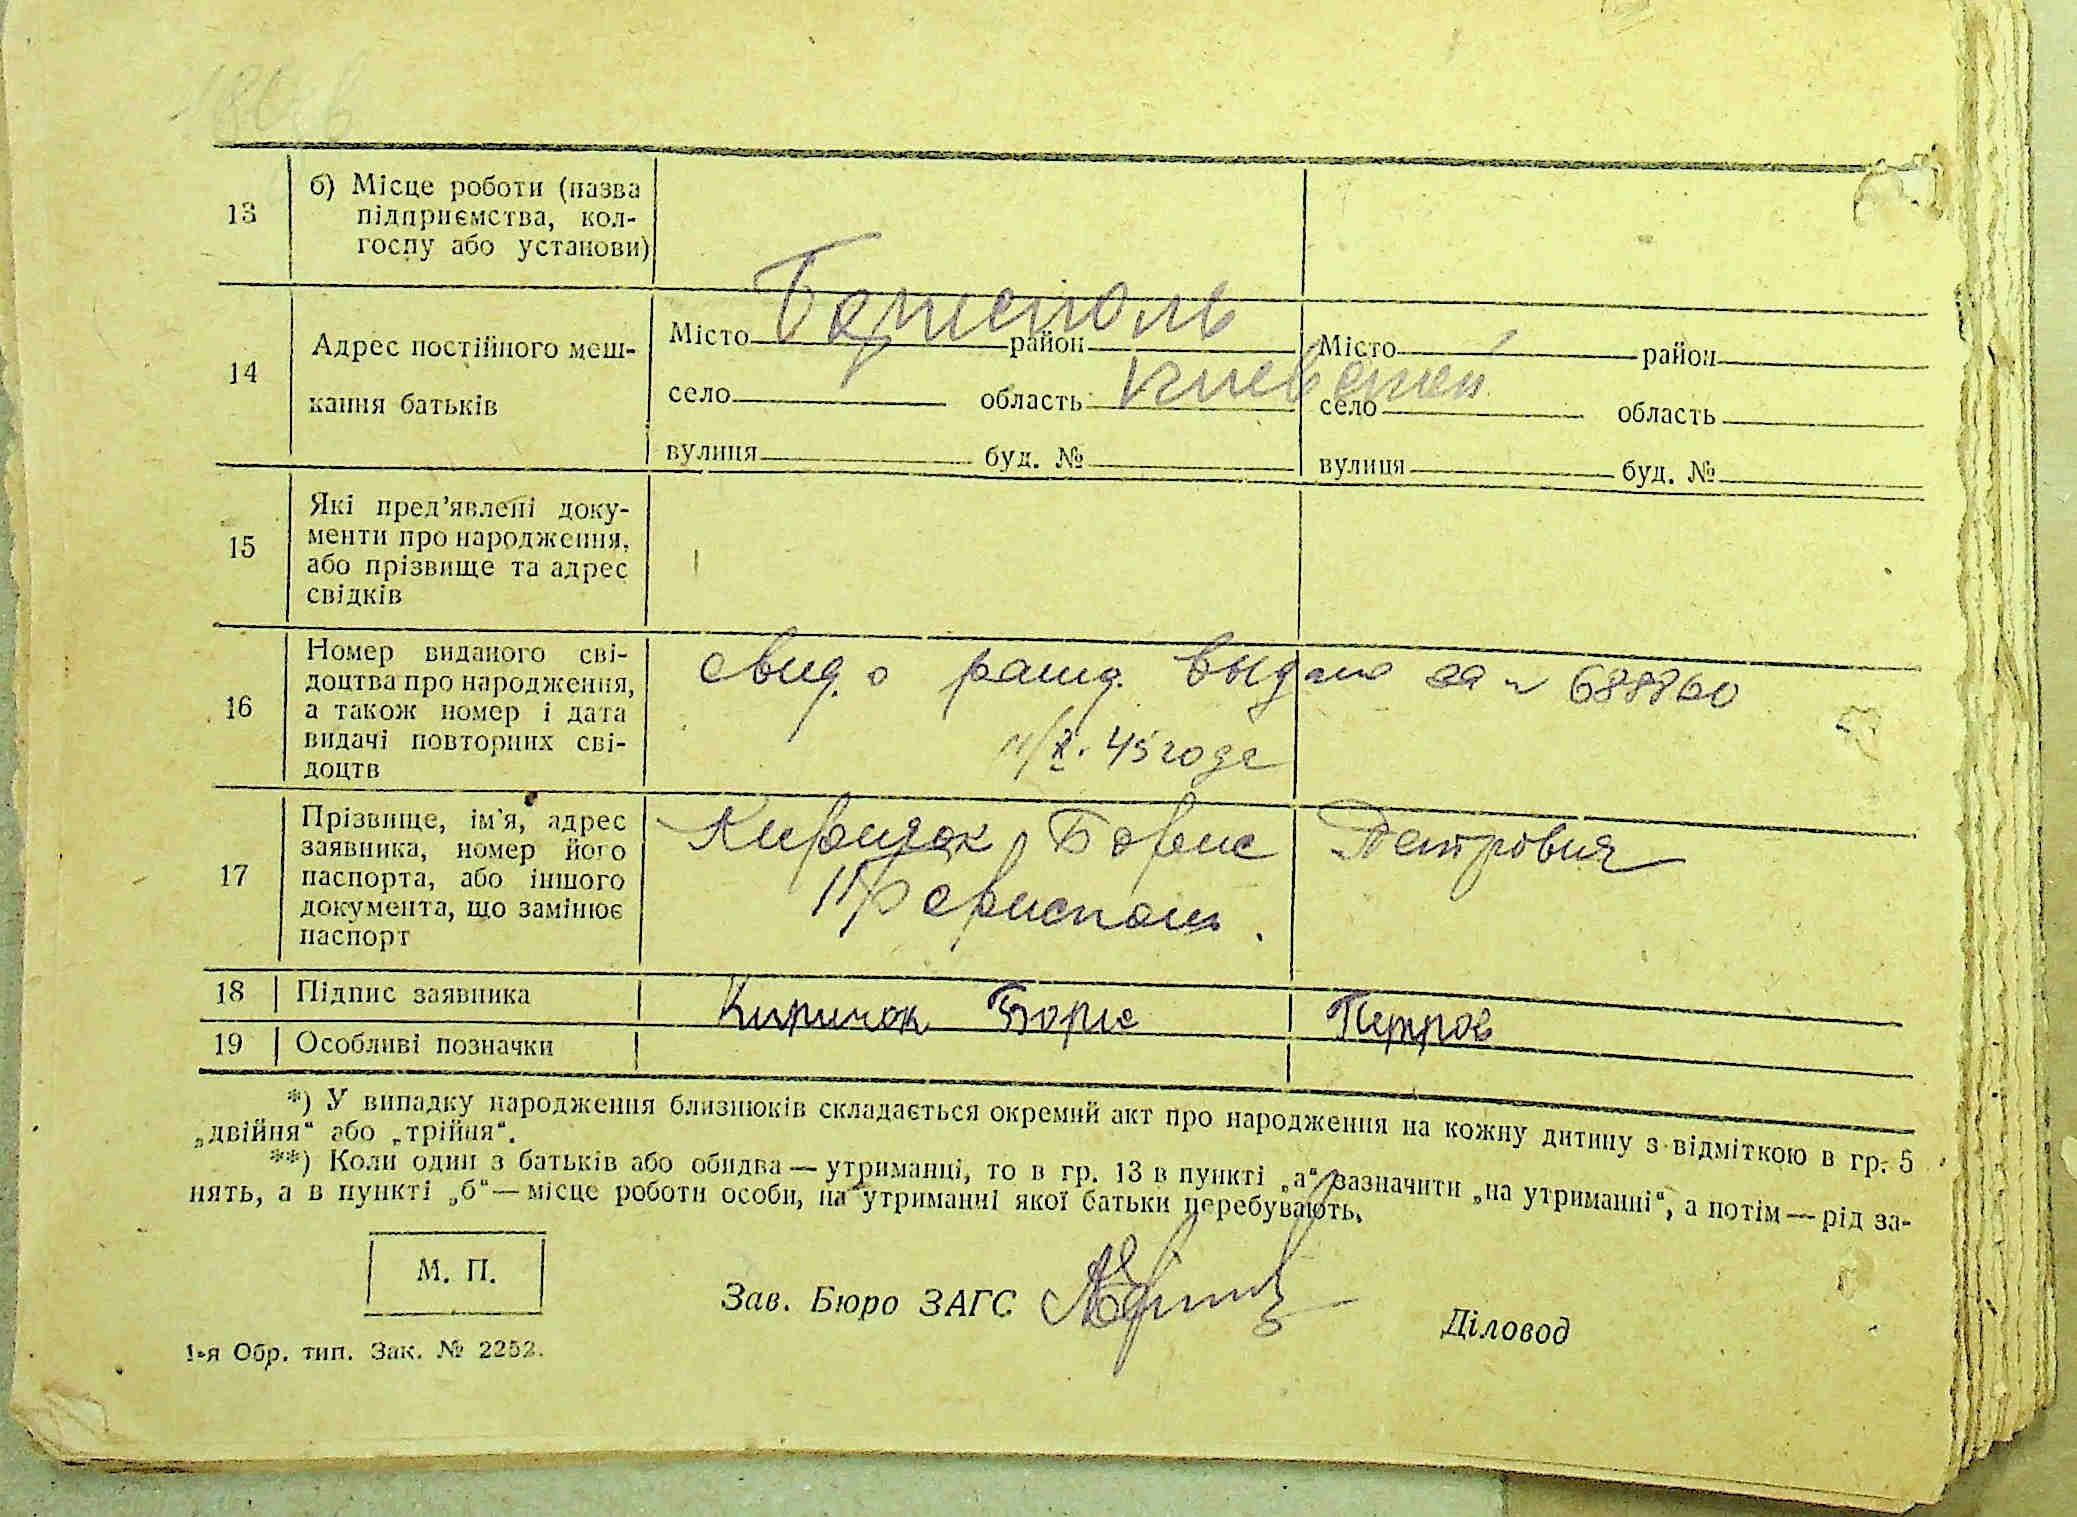 13
б) Місце роботи (назва
підприємства, кол-
госпу або установи)
14
Адрес постійного меш-
кання батьків
Місто Борисполь район
село область Киевской
вулиця буд. №
Місто район
село область
вулиця буд. №
15
Які пред'явлені доку-
менти про народження,
або прізвище та адрес
свідків
16
Номер виданого сві-
доцтва про народження,
а також номер і дата
видачі повторних сві-
доцтв
свид. о рожд. выдано за № 688860
45 года
17
Прізвище, ім'я, адрес
заявника, номер його
паспорта, або іншого
документа, що замінює
паспорт
Киричок Борис Петрович
18
Підпис заявника
Киричок Борис Петров
19
Особливі позначки
*) У випадку народження близнюків складається окремий акт про народження на кожну дитину з відміткою в гр. 5
„двійня“ або „трійня“.
**) Коли один з батьків або обидва — утриманці, то в гр. 13 в пункті „а“ зазначити „на утриманні“, а потім — рід за-
нять, а в пункті „б“ — місце роботи особи, на утриманні якої батьки перебувають.
М. П.
Зав. Бюро ЗАГС
Діловод
1-я Обр. тип. Зак. № 2252.